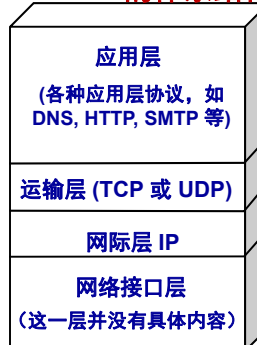 应用层
(各种应用层协议，如
DNS, HTTP, SMTP 等)
运输层 (TCP 或 UDP)
网际层 IP
网络接口层
（这一层并没有具体内容）